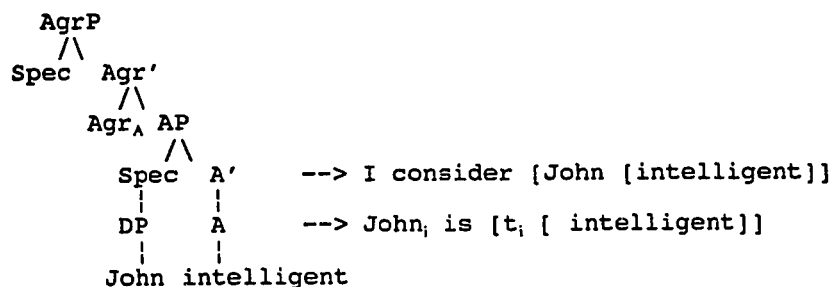 AgrP
/\
Spec Agr'
/\
Agr_A AP
/\
Spec A' --> I consider [John [intelligent]]
DP A --> John_i is [t_i [ intelligent]]
John intelligent